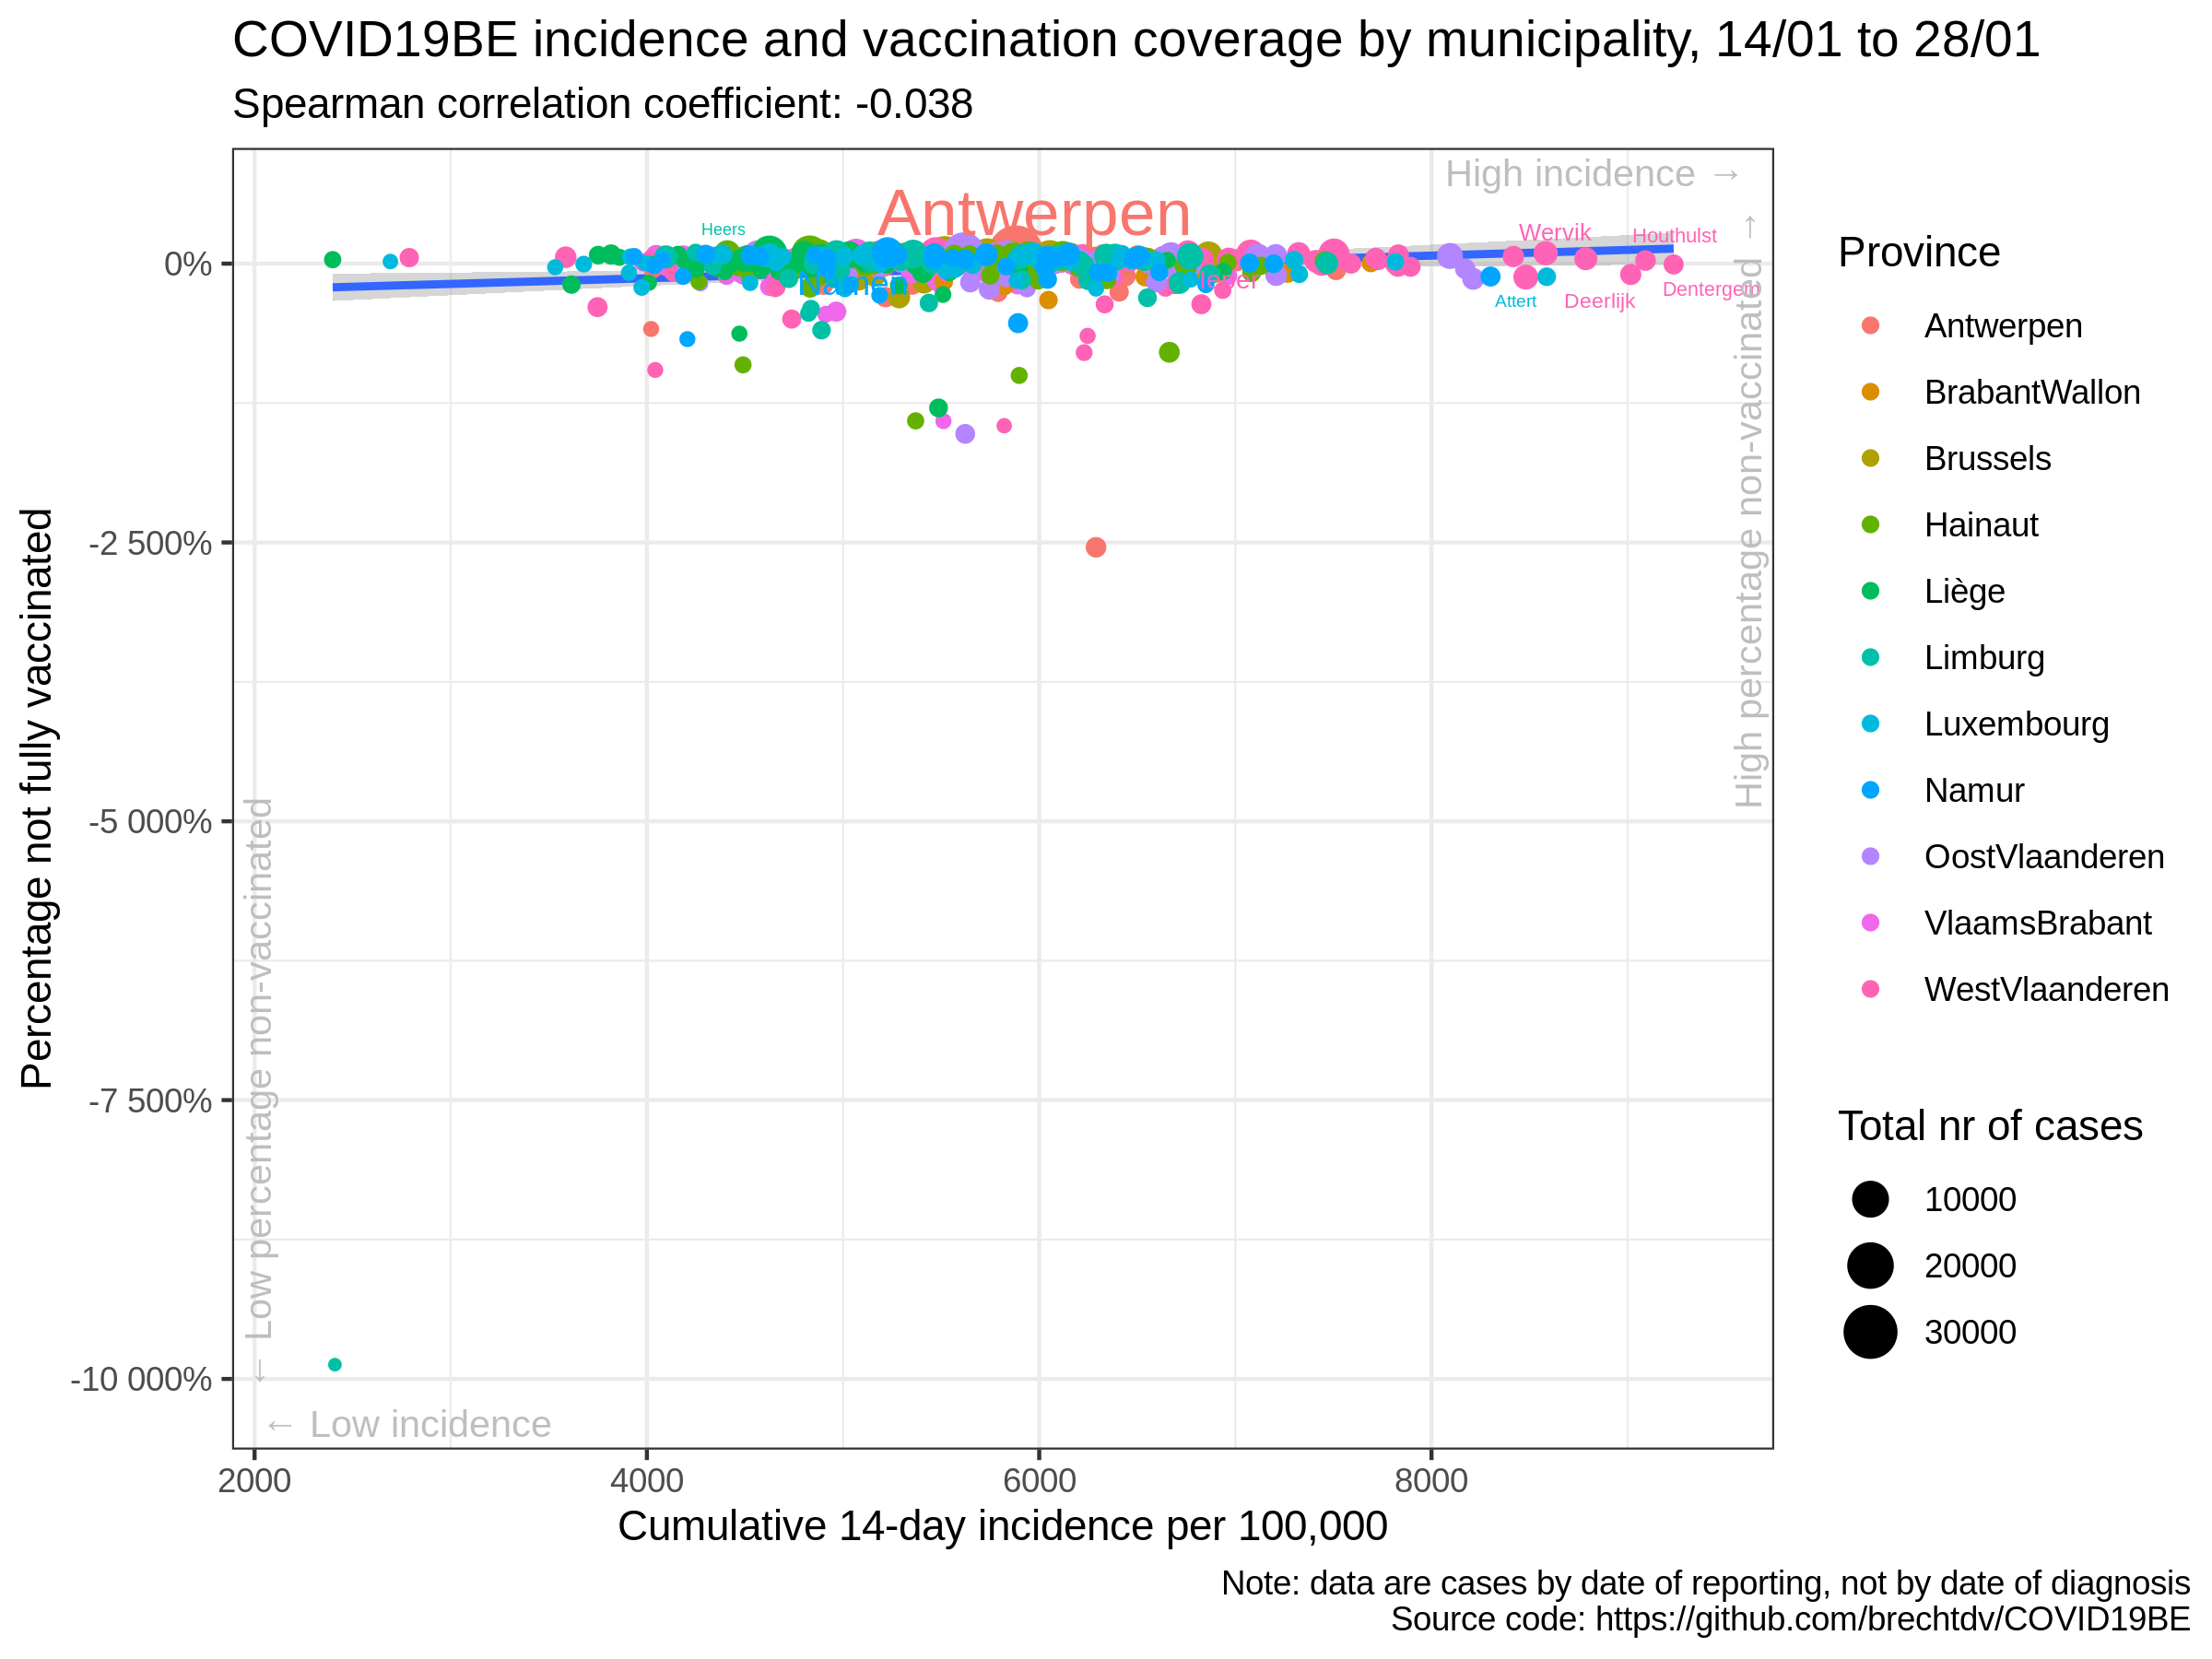 COVID19BE incidence and vaccination coverage by municipality, 14/01 to 28/01
Spearman correlation coefficient: -0.038
High incidence →
Antwerpen
Heers
Wervik
Houthulst
Ieper
Dentergem
Attert
Deerlijk
High percentage non-vaccinated →
← Low percentage non-vaccinated
← Low incidence
Percentage not fully vaccinated
0%
-2 500%
-5 000%
-7 500%
-10 000%
2000
4000
6000
8000
Cumulative 14-day incidence per 100,000
Province
Antwerpen
BrabantWallon
Brussels
Hainaut
Liège
Limburg
Luxembourg
Namur
OostVlaanderen
VlaamsBrabant
WestVlaanderen
Total nr of cases
10000
20000
30000
Note: data are cases by date of reporting, not by date of diagnosis
Source code: https://github.com/brechtdv/COVID19BE